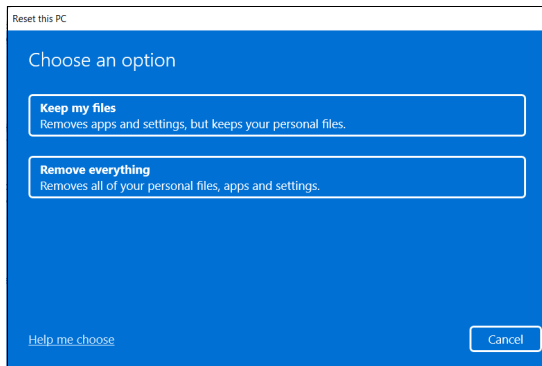 Reset this PC
Choose an option
Keep my files
Removes apps and settings, but keeps your personal files.
Remove everything
Removes all of your personal files, apps and settings.
Help me choose
Cancel